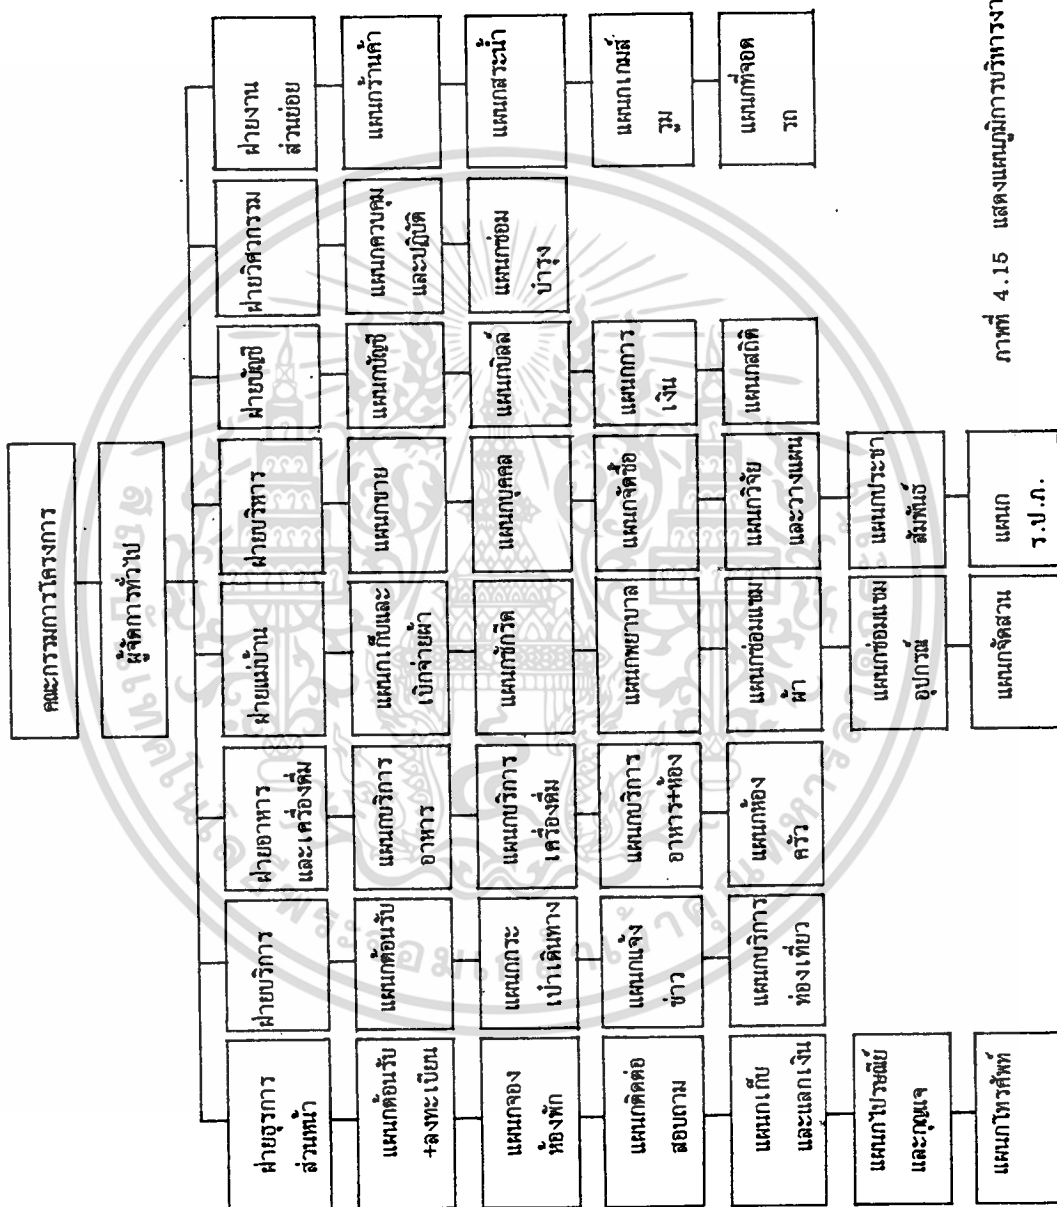 คณะกรรมการโครงการ
ผู้จัดการทั่วไป
ฝ่ายธุรการ
ส่วนหน้า
แผนกต้อนรับ
+ลงทะเบียน
แผนกจอง
ห้องพัก
แผนกติดต่อ
สอบถาม
แผนกเก็บ
และแลกเงิน
แผนกไปรษณีย์
และกุญแจ
แผนกโทรศัพท์
ฝ่ายบริการ
แผนกต้อนรับ
แผนกกระ
เป๋าเดินทาง
แผนกแจ้ง
ข่าว
แผนกบริการ
ท่องเที่ยว
ฝ่ายอาหาร
และเครื่องดื่ม
แผนกบริการ
อาหาร
แผนกบริการ
เครื่องดื่ม
แผนกบริการ
อาหาร+ห้อง
แผนกห้อง
ครัว
ฝ่ายแม่บ้าน
แผนกเก็บและ
เบิกจ่ายผ้า
แผนกซักรีด
แผนกพยาบาล
แผนกซ่อมแซม
ผ้า
แผนกซ่อมแซม
อุปกรณ์
แผนกจัดสวน
ฝ่ายบริหาร
แผนกขาย
แผนกบุคคล
แผนกจัดซื้อ
แผนกวิจัย
และวางแผน
แผนกประชา
สัมพันธ์
แผนก
ร.ป.ภ.
ฝ่ายบัญชี
แผนกบัญชี
แผนกบิลล์
แผนกการ
เงิน
แผนกสถิติ
ฝ่ายวิศวกรรม
แผนกควบคุม
และปฏิบัติ
แผนกซ่อม
บำรุง
ฝ่ายงาน
ส่วนย่อย
แผนกร้านค้า
แผนกสระน้ำ
แผนกเกมส์
รูม
แผนกที่จอด
รถ
ภาพที่ 4.15 แสดงแผนภูมิการบริหารงา